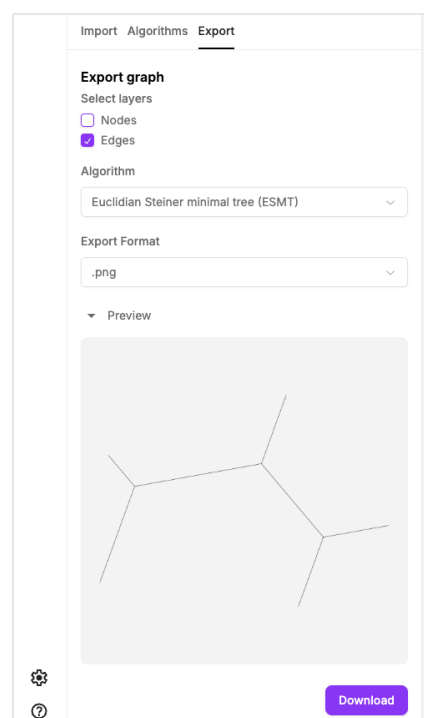 Import Algorithms Export
Export graph
Select layers
Nodes
Edges
Algorithm
Euclidian Steiner minimal tree (ESMT)
Export Format
.png
Preview
Download